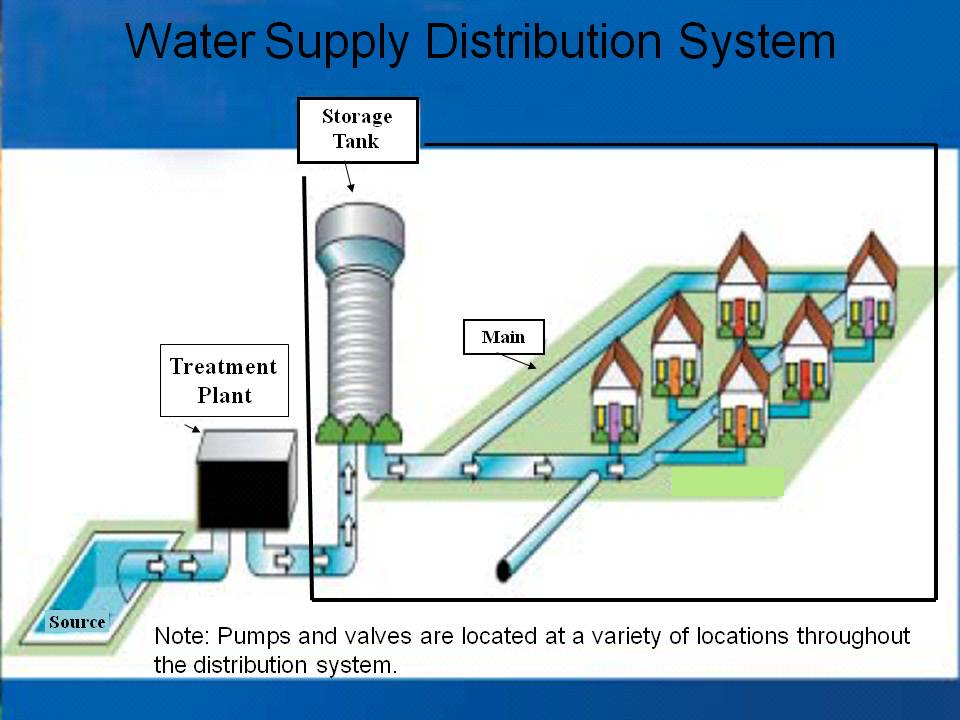 Water Supply Distribution System
Storage
Tank
Main
Treatment
Plant
Source
Note: Pumps and valves are located at a variety of locations throughout
the distribution system.